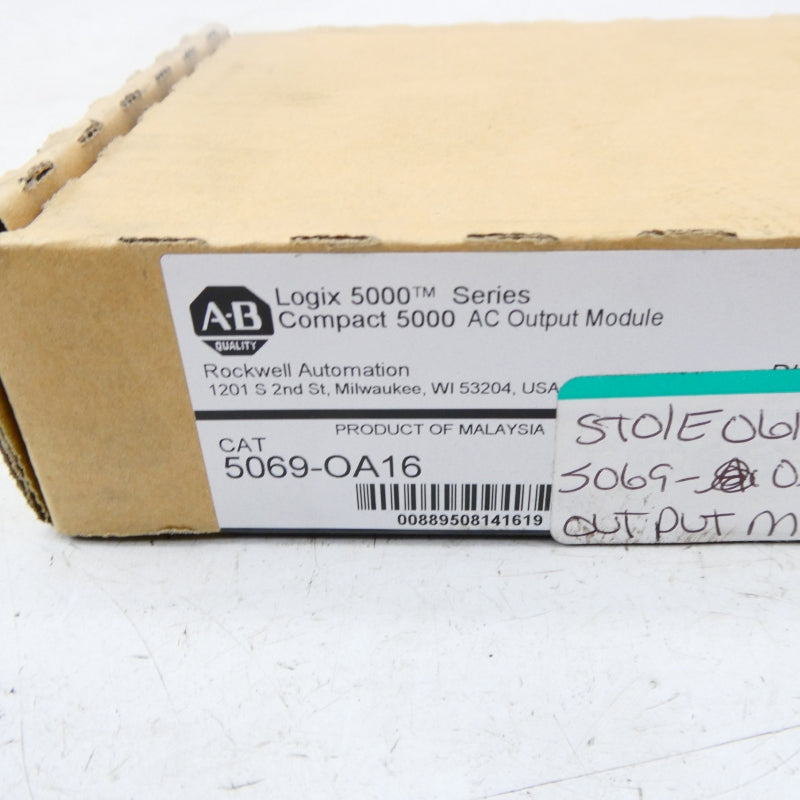 A·B
QUALITY
Logix 5000™ Series
Compact 5000 AC Output Module
Rockwell Automation
1201 S 2nd St, Milwaukee, WI 53204, USA
PRODUCT OF MALAYSIA
CAT
5069-OA16
00889508141619
5069-
OUTPUT M